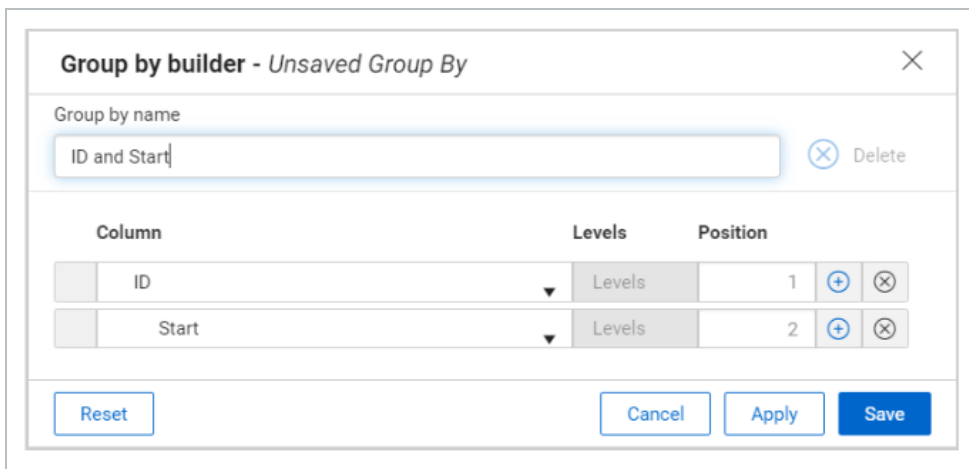 Group by builder - Unsaved Group By
Group by name
ID and Start
Delete
Column Levels Position
ID Levels 1
Start Levels 2
Reset Cancel Apply Save